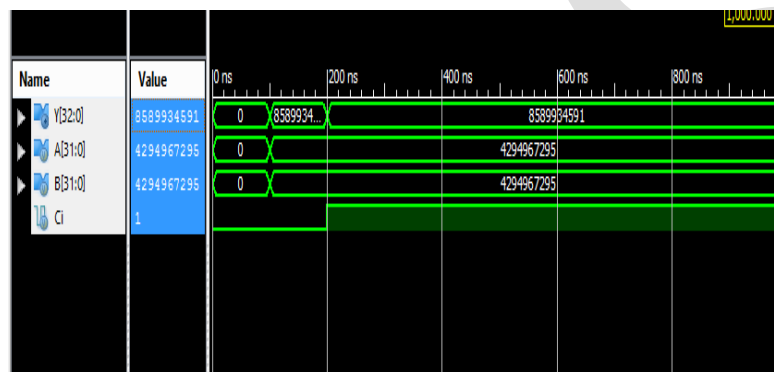 1,000.000
Name Value 0 ns 200 ns 400 ns 600 ns 800 ns
Y[32:0] 8589934591 0 8589934... 8589934591
A[31:0] 4294967295 0 4294967295
B[31:0] 4294967295 0 4294967295
Ci 1